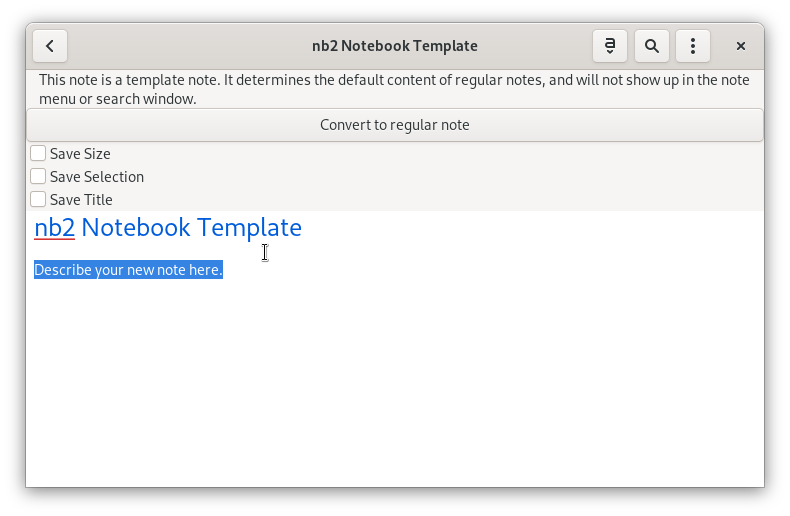 nb2 Notebook Template
a
This note is a template note. It determines the default content of regular notes, and will not show up in the note
menu or search window.
Convert to regular note
Save Size
Save Selection
Save Title
nb2 Notebook Template
Describe your new note here.